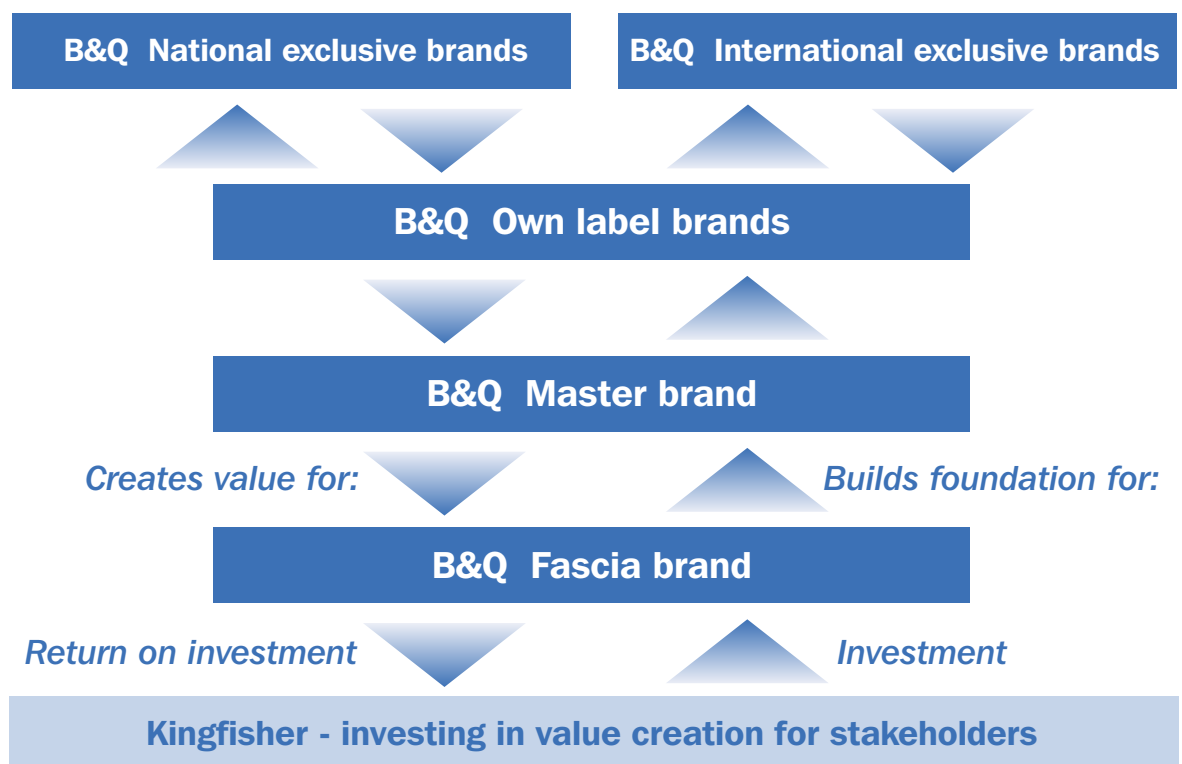 B&Q National exclusive brands
B&Q International exclusive brands
B&Q Own label brands
B&Q Master brand
Creates value for:
Builds foundation for:
B&Q Fascia brand
Return on investment
Investment
Kingfisher - investing in value creation for stakeholders